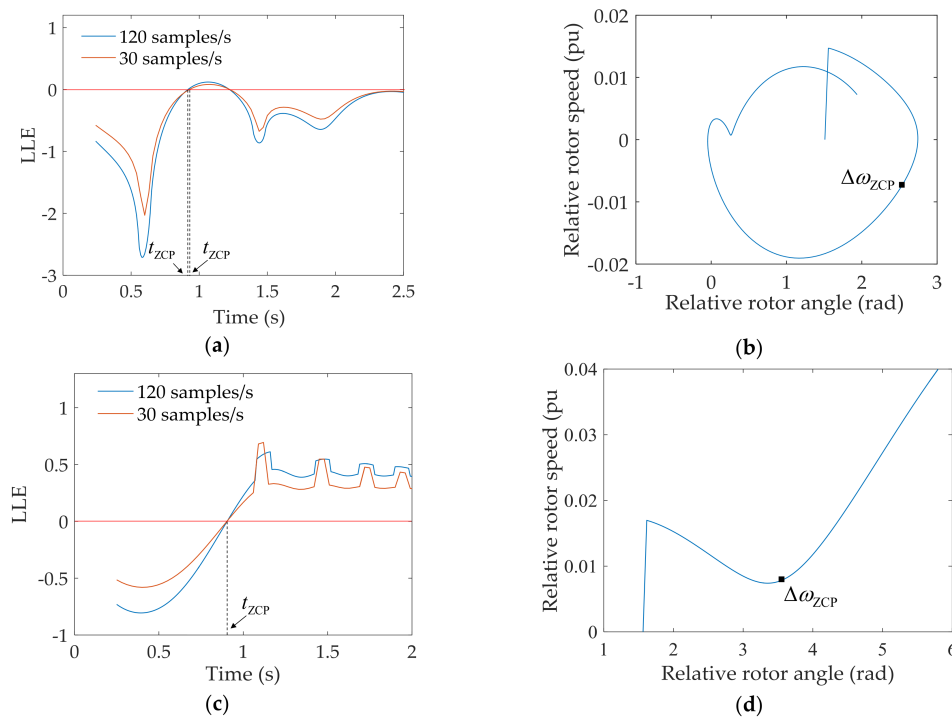 1
0
-1
-2
-3
LLE
120 samples/s
30 samples/s
tZCP
tZCP
0
0.5
1
1.5
2
2.5
Time (s)
(a)
0.02
0.01
0
-0.01
-0.02
Relative rotor speed (pu)
ΔωZCP
-1
0
1
2
3
Relative rotor angle (rad)
(b)
1
0.5
0
-0.5
-1
LLE
120 samples/s
30 samples/s
tZCP
0
0.5
1
1.5
2
Time (s)
(c)
0.04
0.03
0.02
0.01
0
Relative rotor speed (pu
ΔωZCP
1
2
3
4
5
6
Relative rotor angle (rad)
(d)